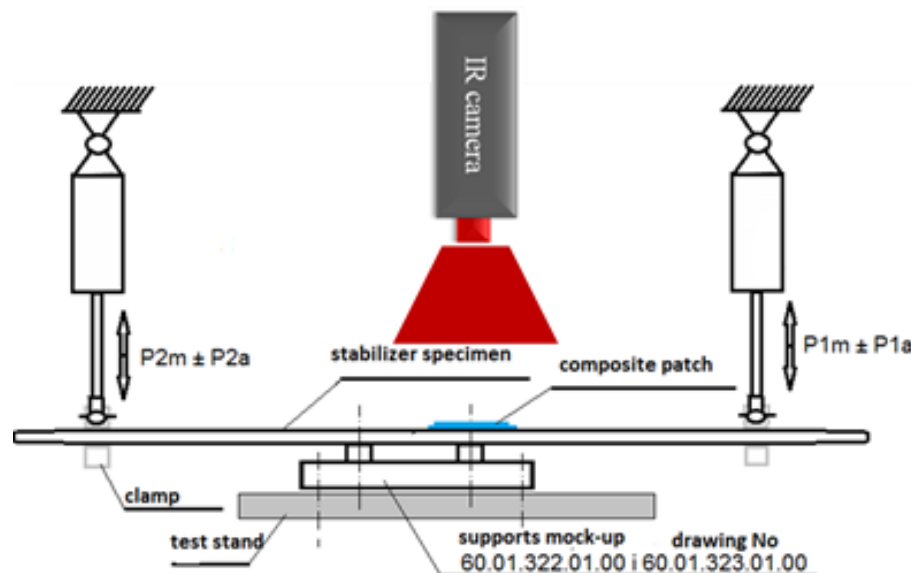 IR camera
P2m ± P2a
P1m ± P1a
stabilizer specimen
composite patch
clamp
test stand
supports mock-up
drawing No
60.01.322.01.00 i 60.01.323.01.00